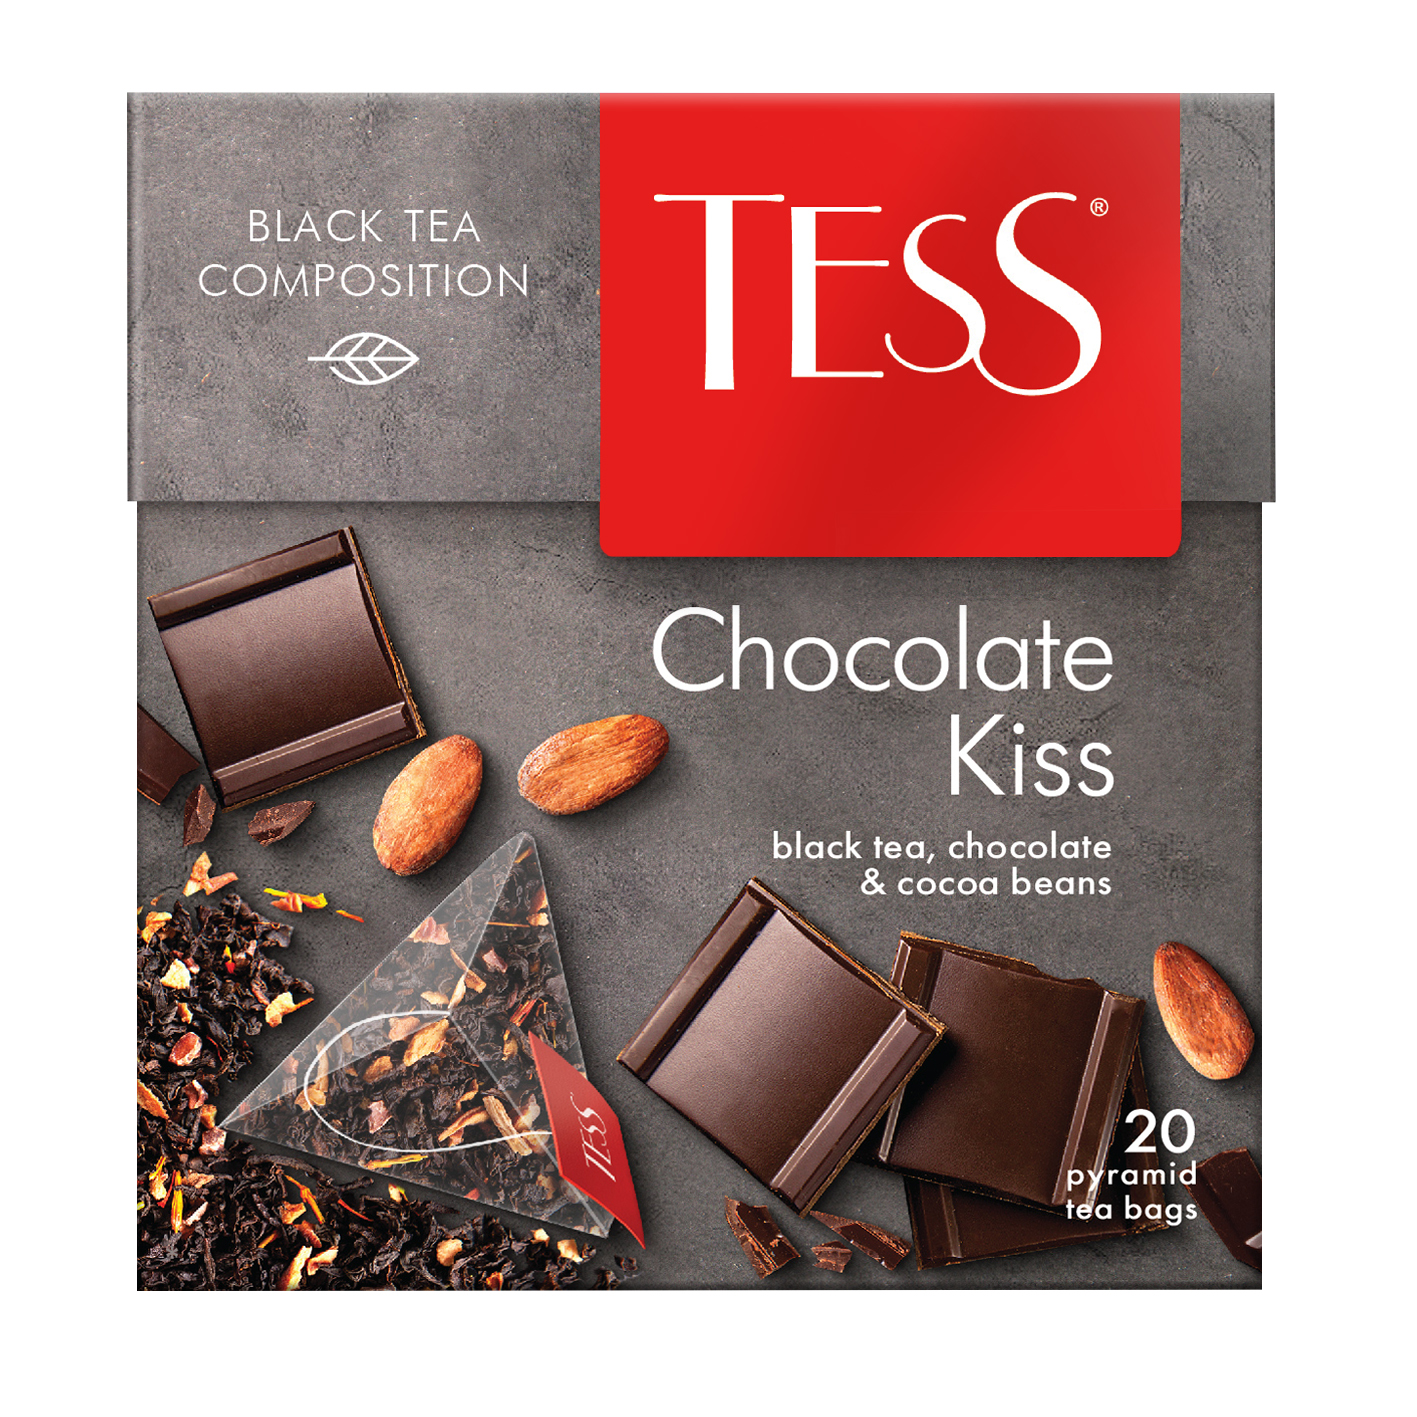 BLACK TEA
COMPOSITION
TESS®
Chocolate
Kiss
black tea, chocolate
& cocoa beans
TESS
20
pyramid
tea bags